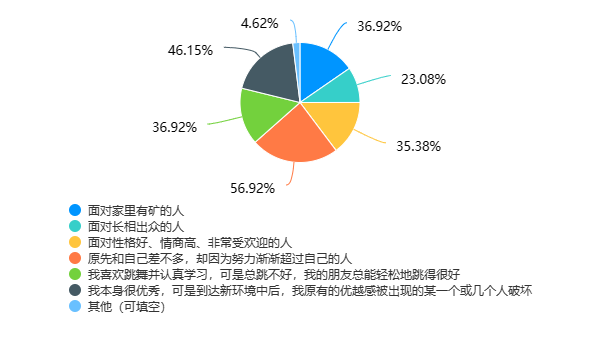 4.62%
36.92%
46.15%
23.08%
36.92%
35.38%
56.92%
面对家里有矿的人
面对长相出众的人
面对性格好、情商高、非常受欢迎的人
原先和自己差不多，却因为努力渐渐超过自己的人
我喜欢跳舞并认真学习，可是总跳不好，我的朋友总能轻松地跳得很好
我本身很优秀，可是到达新环境中后，我原有的优越感被出现的某一个或几个人破坏
其他（可填空）